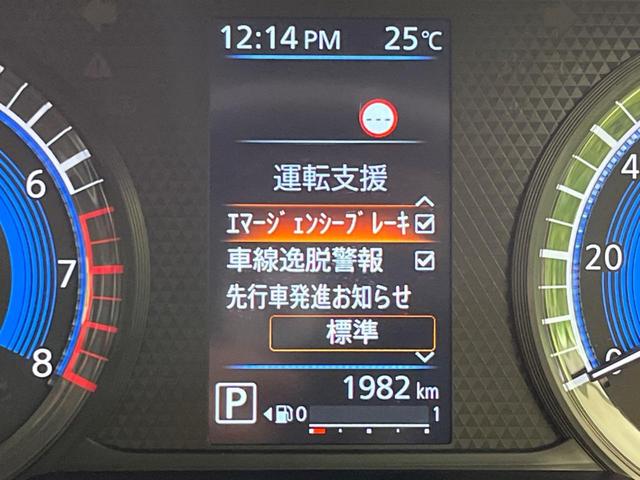 12:14 PM 25℃
---
運転支援
ｴﾏｰｼﾞｪﾝｼｰﾌﾞﾚｰｷ
車線逸脱警報
先行車発進お知らせ
標準
1982 km
P 0 1
6
7
8
4
20
0